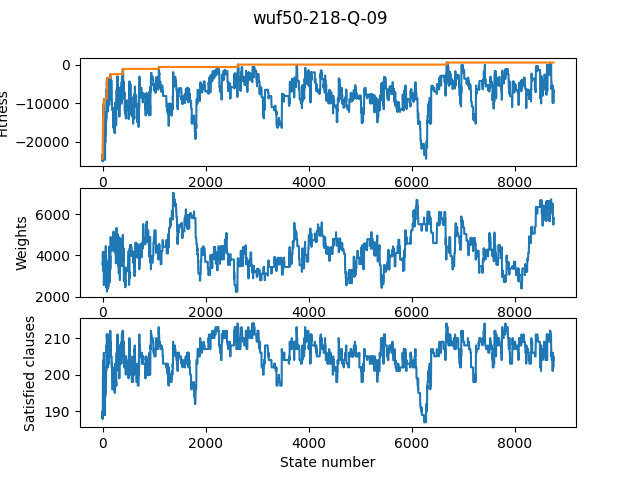 wuf50-218-Q-09
Fitness
0
−10000
−20000
0 2000 4000 6000 8000
Weights
6000
4000
2000
0 2000 4000 6000 8000
Satisfied clauses
210
200
190
0 2000 4000 6000 8000
State number